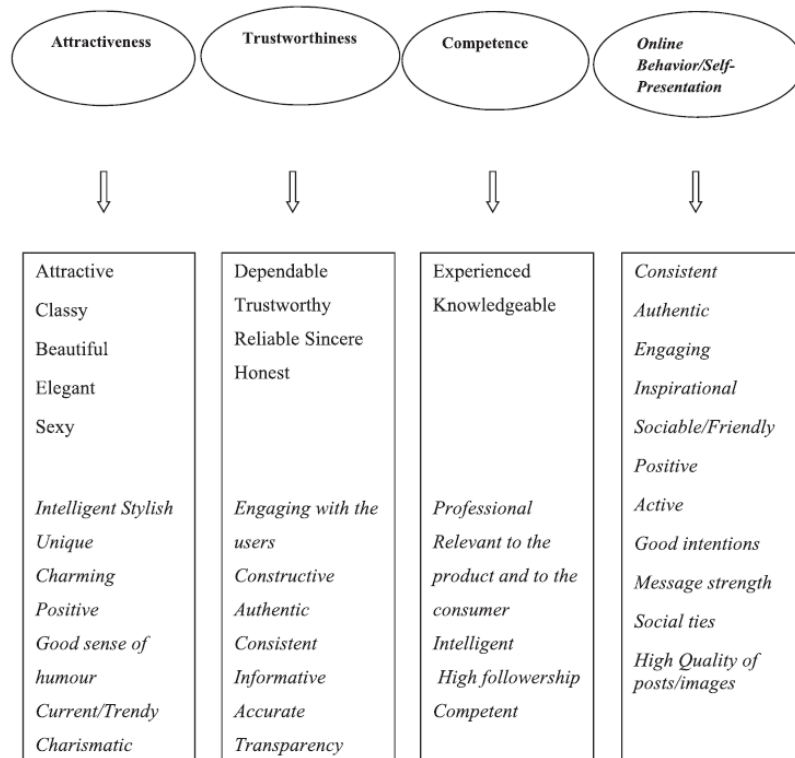 Attractiveness
Trustworthiness
Competence
Online
Behavior/Self-
Presentation
Attractive
Classy
Beautiful
Elegant
Sexy
Intelligent Stylish
Unique
Charming
Positive
Good sense of
humour
Current/Trendy
Charismatic
Dependable
Trustworthy
Reliable Sincere
Honest
Engaging with the
users
Constructive
Authentic
Consistent
Informative
Accurate
Transparency
Experienced
Knowledgeable
Professional
Relevant to the
product and to the
consumer
Intelligent
High followership
Competent
Consistent
Authentic
Engaging
Inspirational
Sociable/Friendly
Positive
Active
Good intentions
Message strength
Social ties
High Quality of
posts/images